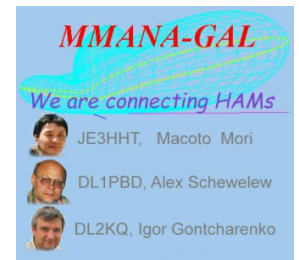 MMANA-GAL
We are connecting HAMs
JE3HHT, Macoto Mori
DL1PBD, Alex Schewelew
DL2KQ, Igor Gontcharenko